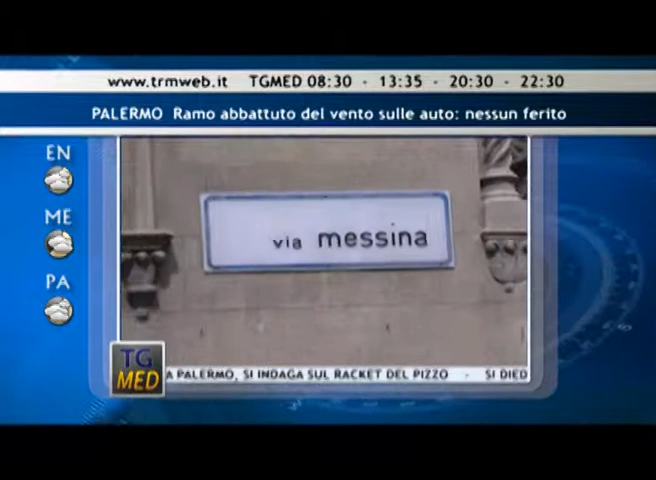 www.trmweb.it TGMED 08:30 - 13:35 - 20:30 - 22:30
PALERMO Ramo abbattuto del vento sulle auto: nessun ferito
EN
ME
PA
via messina
TG
MED
A PALERMO, SI INDAGA SUL RACKET DEL PIZZO - SI DIED